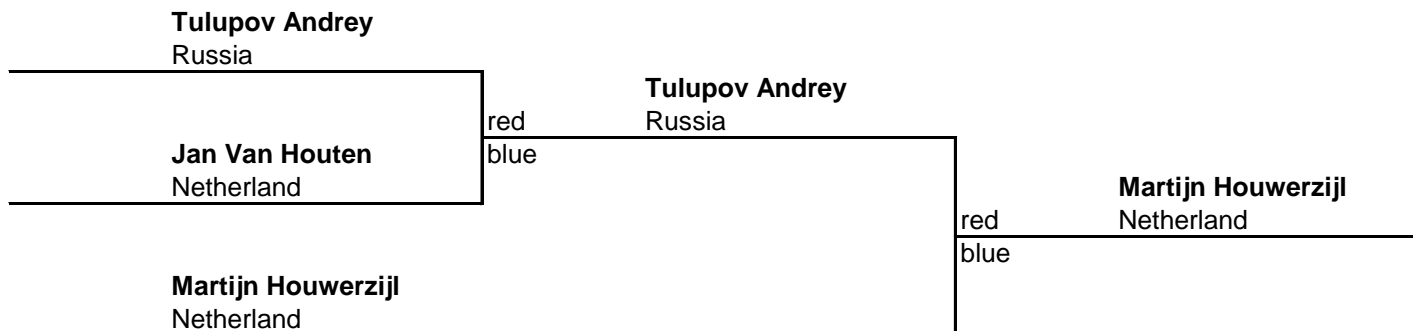 Tulupov Andrey
Russia
Tulupov Andrey
red Russia
Jan Van Houten
blue
Netherland
Martijn Houwerzijl
red Netherland
blue
Martijn Houwerzijl
Netherland